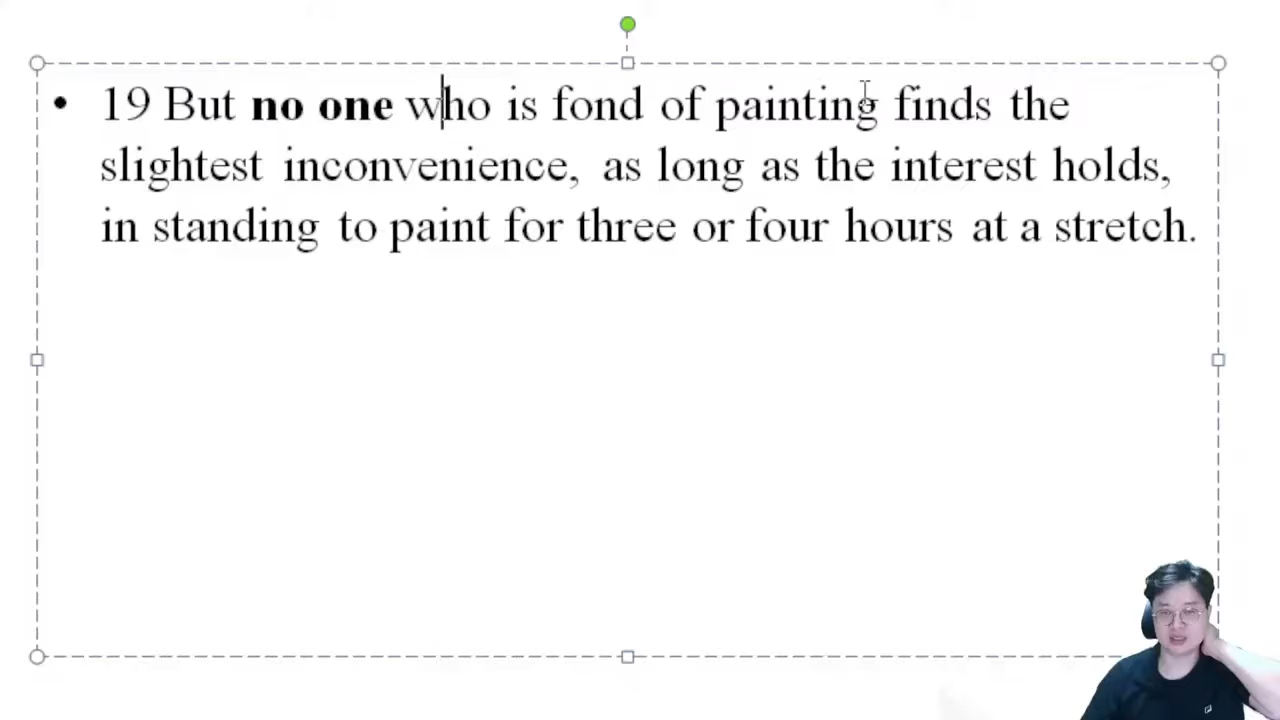 • 19 But no one who is fond of painting finds the
slightest inconvenience, as long as the interest holds,
in standing to paint for three or four hours at a stretch.